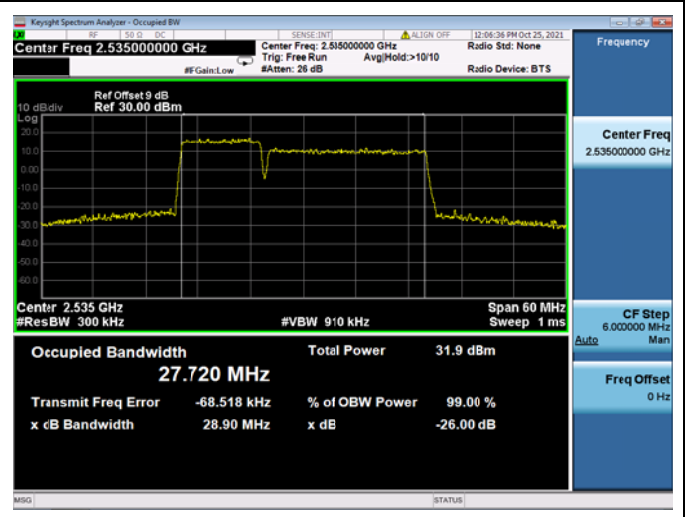 Keysight Spectrum Analyzer - Occupied BW
RF 50 Ω DC SENSE:INT ALIGN OFF 12:06:36 PM Oct 25, 2021
Center Freq 2.535000000 GHz
Center Freq: 2.535000000 GHz Radio Std: None
Trig: Free Run Avg|Hold:>10/10
#FGain:Low #Atten: 26 dB Radio Device: BTS
Frequency
Ref Offset 9 dB
10 dB/div Ref 30.00 dBm
Log
20.0
10.0
0.00
-10.0
-20.0
-30.0
-40.0
-50.0
-60.0
Center Freq
2.535000000 GHz
Center 2.535 GHz Span 60 MHz
#Res BW 300 kHz #VBW 910 kHz Sweep 1 ms
CF Step
6.000000 MHz
Auto Man
Occupied Bandwidth Total Power 31.9 dBm
27.720 MHz
Transmit Freq Error -68.518 kHz % of OBW Power 99.00 %
x dB Bandwidth 28.90 MHz x dB -26.00 dB
Freq Offset
0 Hz
MSG STATUS